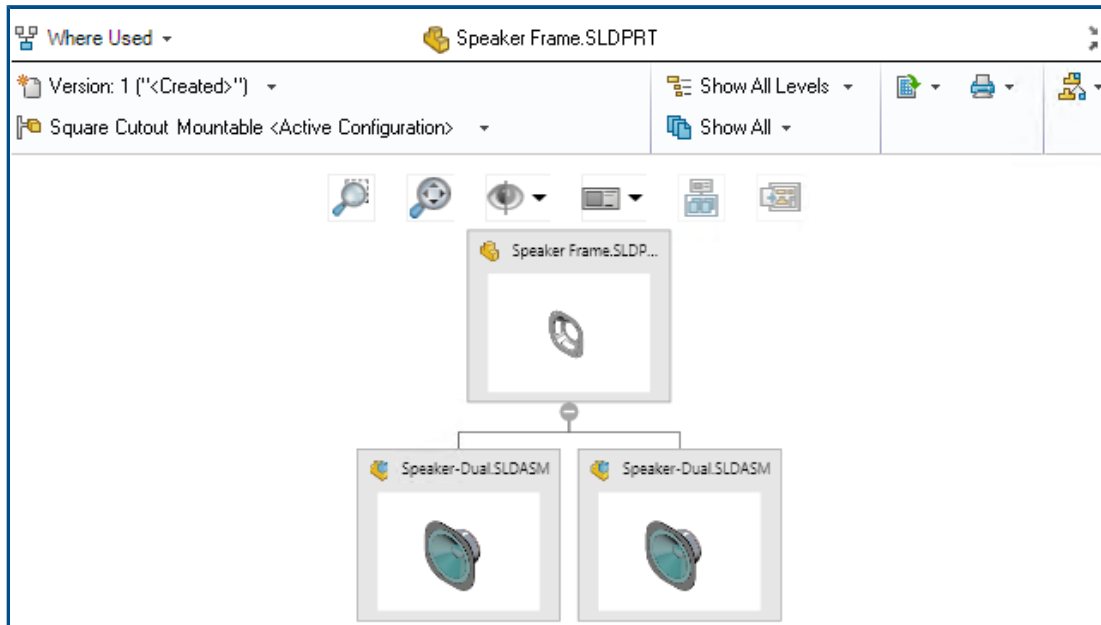 Where Used
Speaker Frame.SLDPRT
Version: 1 ("<Created>")
Show All Levels
Square Cutout Mountable <Active Configuration>
Show All
Speaker Frame.SLDP...
Speaker-Dual.SLDASM
Speaker-Dual.SLDASM